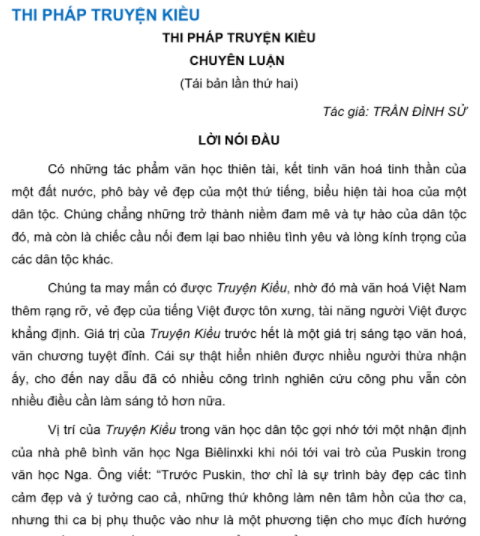 THI PHÁP TRUYỆN KIỀU
THI PHÁP TRUYỆN KIỀU
CHUYÊN LUẬN
(Tái bản lần thứ hai)
Tác giả: TRẦN ĐÌNH SỬ
LỜI NÓI ĐẦU
Có những tác phẩm văn học thiên tài, kết tinh văn hoá tinh thần của
một đất nước, phô bày vẻ đẹp của một thứ tiếng, biểu hiện tài hoa của một
dân tộc. Chúng chẳng những trở thành niềm đam mê và tự hào của dân tộc
đó, mà còn là chiếc cầu nối đem lại bao nhiêu tình yêu và lòng kính trọng của
các dân tộc khác.
Chúng ta may mắn có được Truyện Kiều, nhờ đó mà văn hoá Việt Nam
thêm rạng rỡ, vẻ đẹp của tiếng Việt được tôn xưng, tài năng người Việt được
khẳng định. Giá trị của Truyện Kiều trước hết là một giá trị sáng tạo văn hoá,
văn chương tuyệt đỉnh. Cái sự thật hiển nhiên được nhiều người thừa nhận
ấy, cho đến nay dẫu đã có nhiều công trình nghiên cứu công phu vẫn còn
nhiều điều cần làm sáng tỏ hơn nữa.
Vị trí của Truyện Kiều trong văn học dân tộc gợi nhớ tới một nhận định
của nhà phê bình văn học Nga Biêlinxki khi nói tới vai trò của Puskin trong
văn học Nga. Ông viết: “Trước Puskin, thơ chỉ là sự trình bày đẹp các tình
cảm đẹp và ý tưởng cao cả, những thứ không làm nên tâm hồn của thơ ca,
nhưng thi ca bị phụ thuộc vào như là một phương tiện cho mục đích hướng